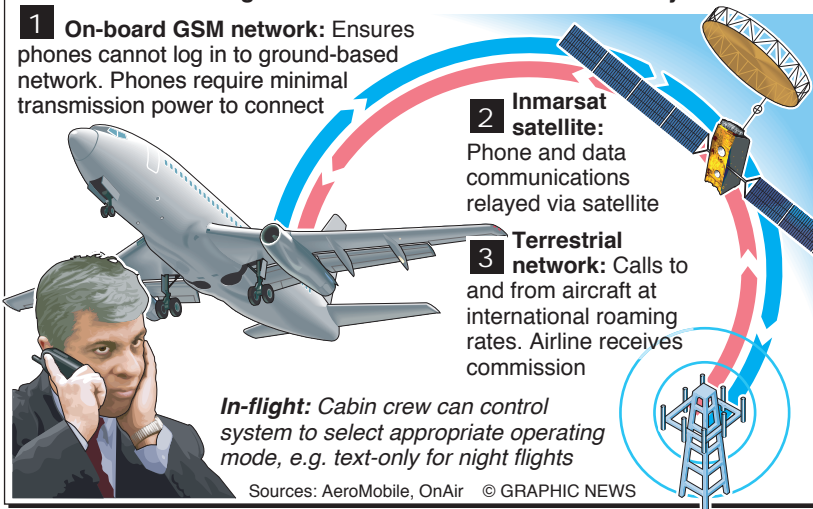 1 On-board GSM network: Ensures
phones cannot log in to ground-based
network. Phones require minimal
transmission power to connect
2 Inmarsat
satellite:
Phone and data
communications
relayed via satellite
3 Terrestrial
network: Calls to
and from aircraft at
international roaming
rates. Airline receives
commission
In-flight: Cabin crew can control
system to select appropriate operating
mode, e.g. text-only for night flights
Sources: AeroMobile, OnAir © GRAPHIC NEWS